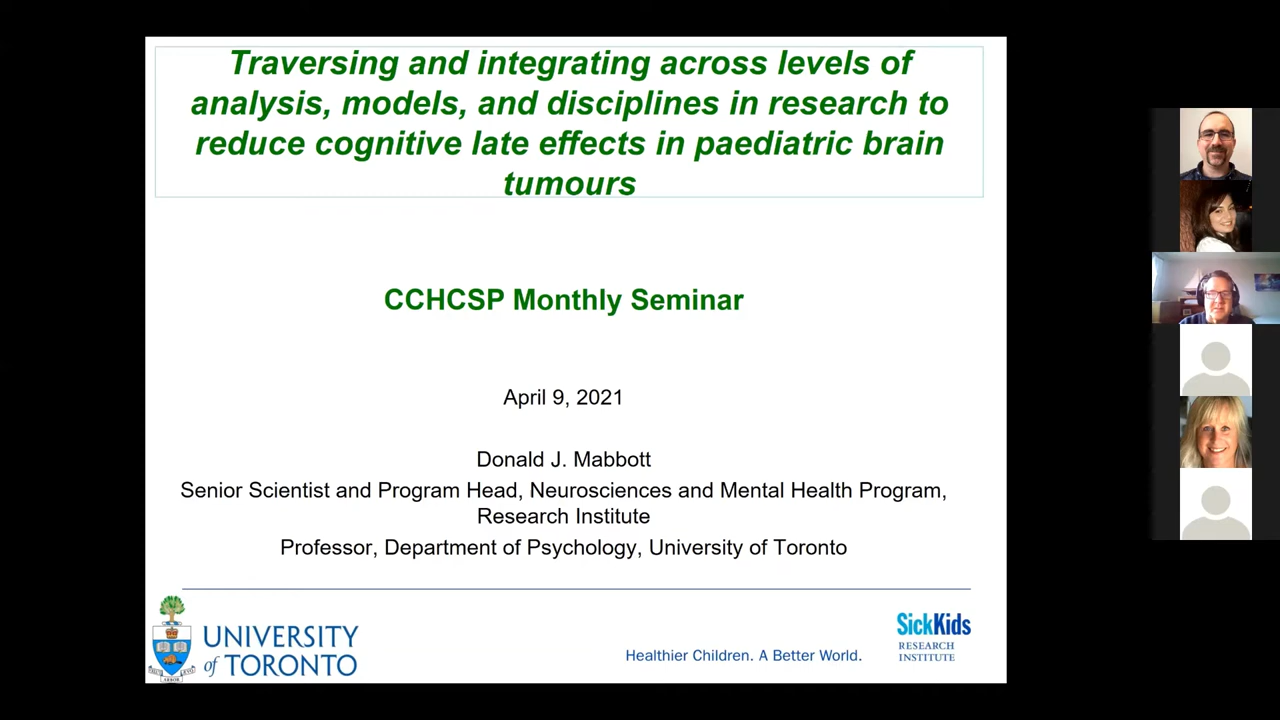 Traversing and integrating across levels of
analysis, models, and disciplines in research to
reduce cognitive late effects in paediatric brain
tumours
CCHCSP Monthly Seminar
April 9, 2021
Donald J. Mabbott
Senior Scientist and Program Head, Neurosciences and Mental Health Program,
Research Institute
Professor, Department of Psychology, University of Toronto
UNIVERSITY
of TORONTO
Healthier Children. A Better World.
SickKids
RESEARCH
INSTITUTE